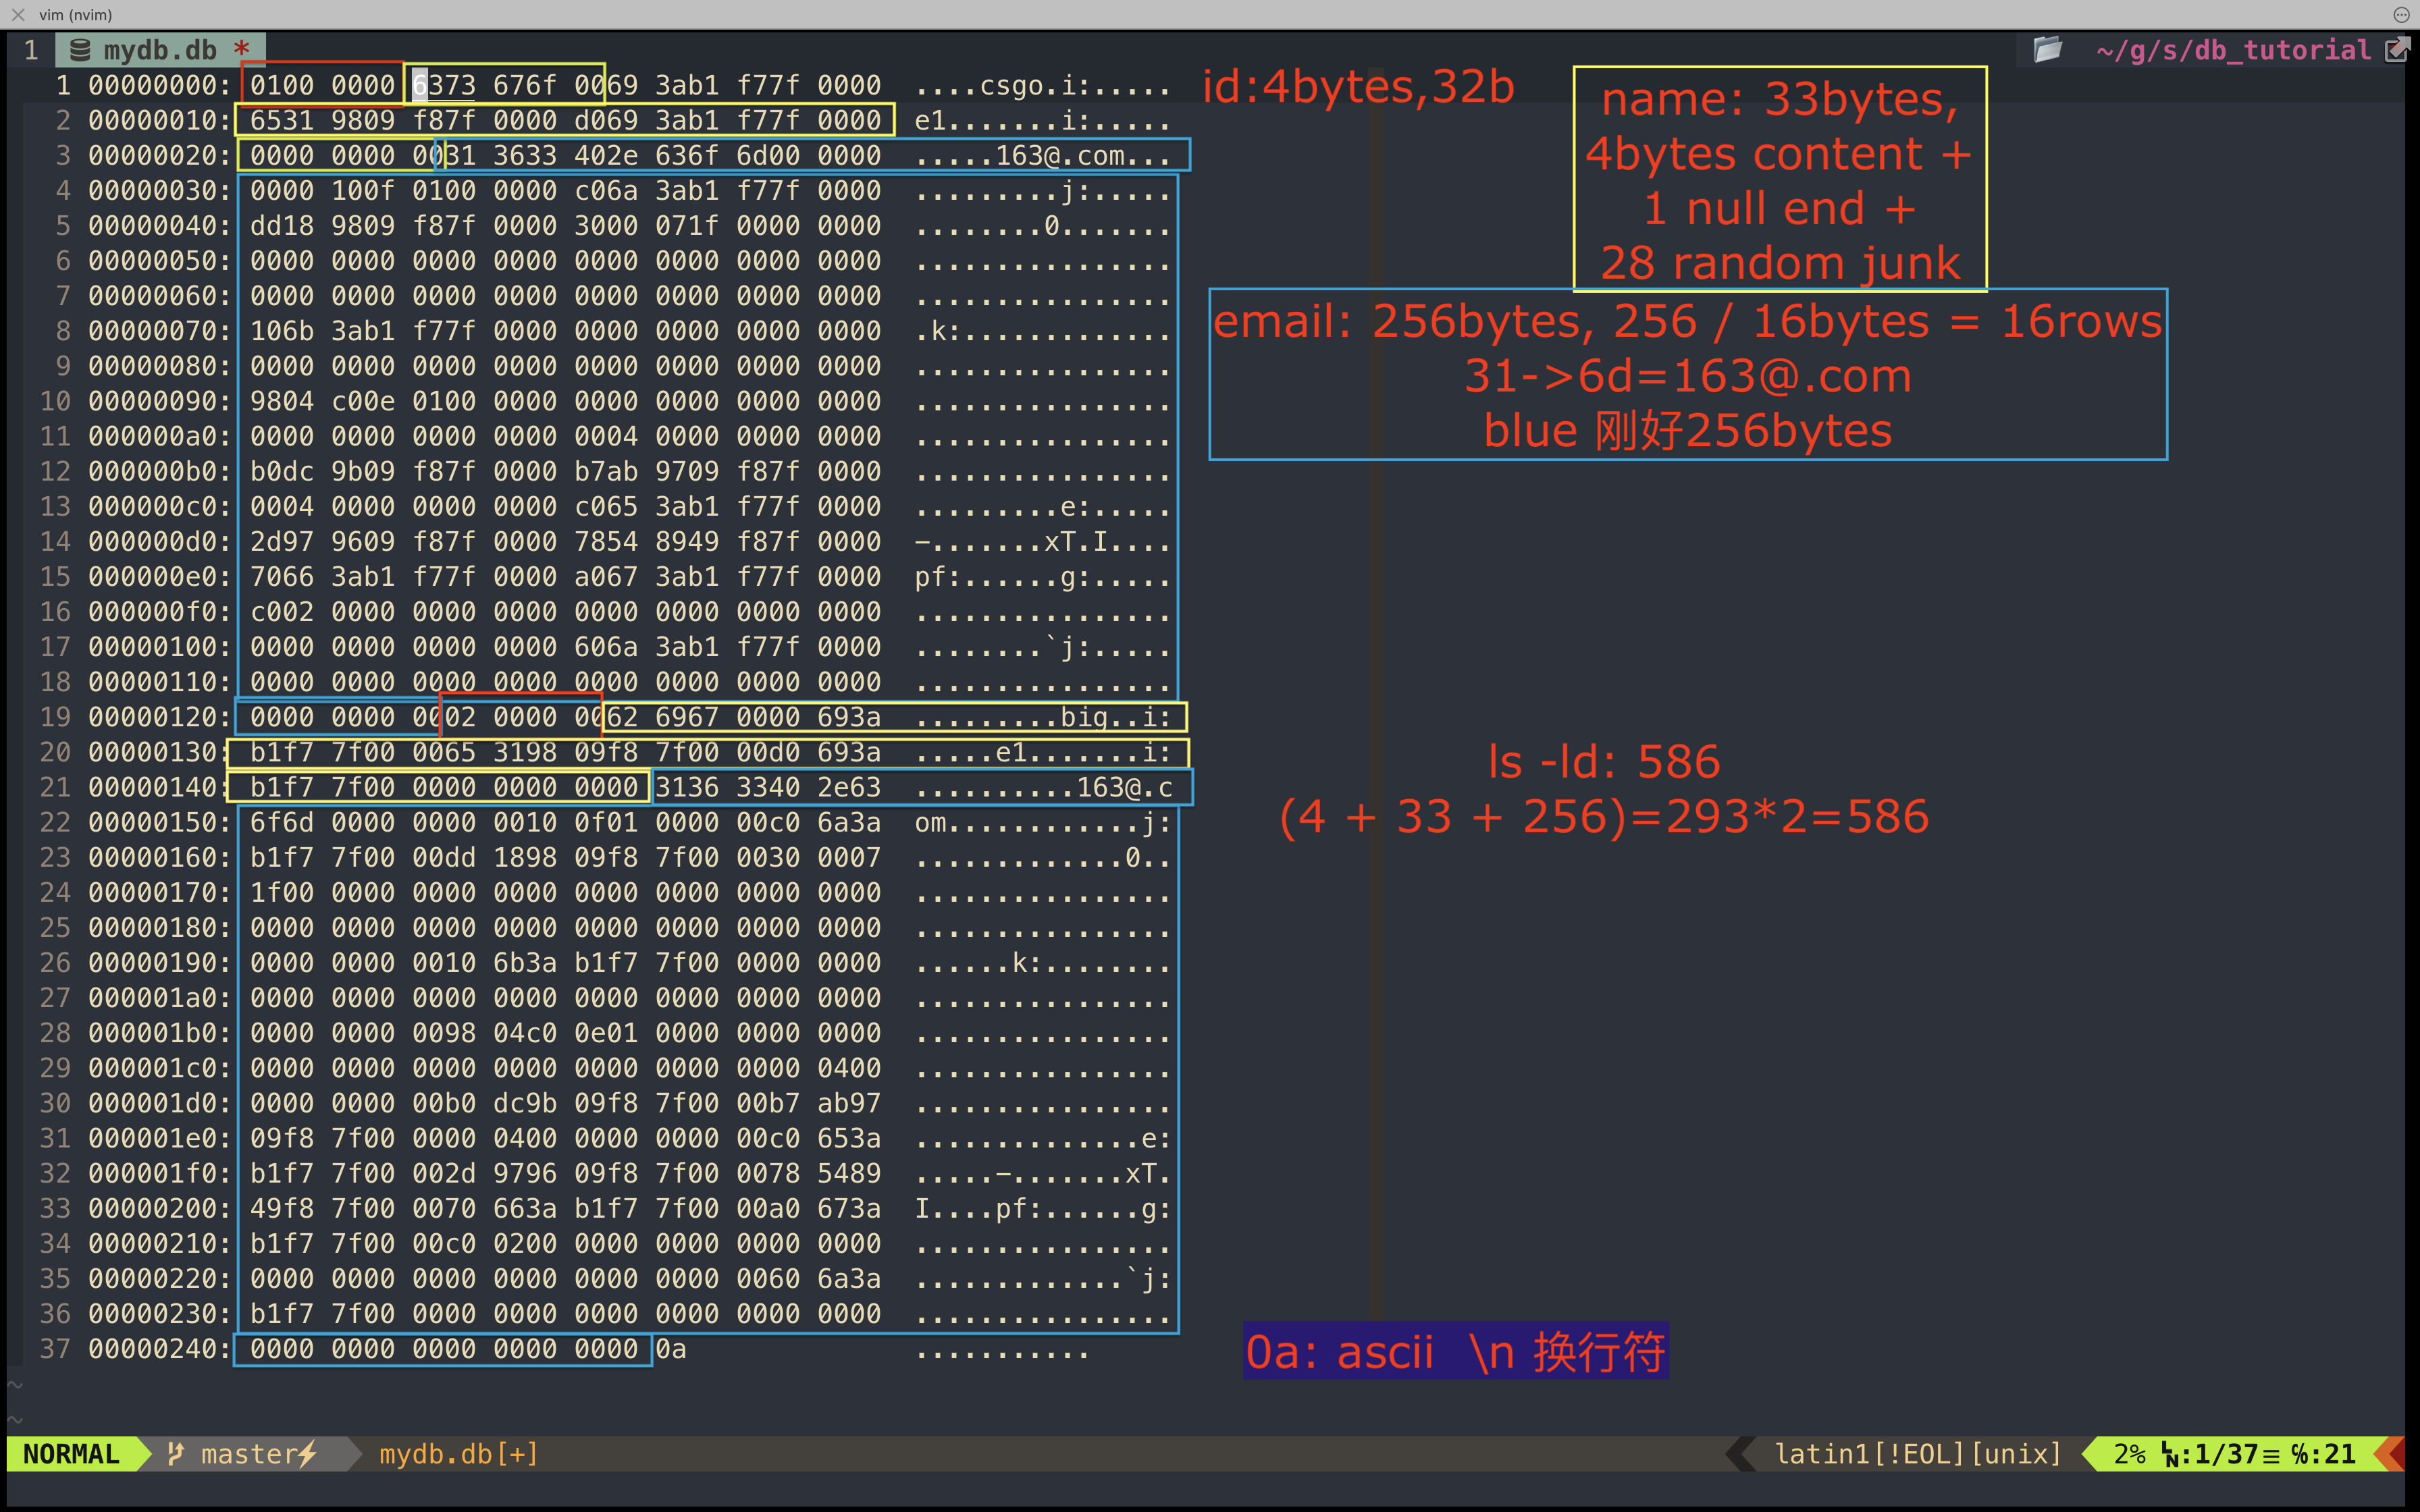 vim (nvim)
1 mydb.db * ~/g/s/db_tutorial
1 00000000: 0100 0000 6373 676f 0069 3ab1 f77f 0000 ....csgo.i:.....
2 00000010: 6531 9809 f87f 0000 d069 3ab1 f77f 0000 e1.......i:.....
3 00000020: 0000 0000 0031 3633 402e 636f 6d00 0000 .....163@.com...
4 00000030: 0000 100f 0100 0000 c06a 3ab1 f77f 0000 .........j:.....
5 00000040: dd18 9809 f87f 0000 3000 071f 0000 0000 ........0.......
6 00000050: 0000 0000 0000 0000 0000 0000 0000 0000 ................
7 00000060: 0000 0000 0000 0000 0000 0000 0000 0000 ................
8 00000070: 106b 3ab1 f77f 0000 0000 0000 0000 0000 .k:.............
9 00000080: 0000 0000 0000 0000 0000 0000 0000 0000 ................
10 00000090: 9804 c00e 0100 0000 0000 0000 0000 0000 ................
11 000000a0: 0000 0000 0000 0000 0004 0000 0000 0000 ................
12 000000b0: b0dc 9b09 f87f 0000 b7ab 9709 f87f 0000 ................
13 000000c0: 0004 0000 0000 0000 c065 3ab1 f77f 0000 .........e:.....
14 000000d0: 2d97 9609 f87f 0000 7854 8949 f87f 0000 -.......xT.I....
15 000000e0: 7066 3ab1 f77f 0000 a067 3ab1 f77f 0000 pf:......g:.....
16 000000f0: c002 0000 0000 0000 0000 0000 0000 0000 ................
17 00000100: 0000 0000 0000 0000 606a 3ab1 f77f 0000 ........`j:.....
18 00000110: 0000 0000 0000 0000 0000 0000 0000 0000 ................
19 00000120: 0000 0000 0002 0000 0062 6967 0000 693a .........big..i:
20 00000130: b1f7 7f00 0065 3198 09f8 7f00 00d0 693a .....e1.......i:
21 00000140: b1f7 7f00 0000 0000 0000 3136 3340 2e63 ..........163@.c
22 00000150: 6f6d 0000 0000 0010 0f01 0000 00c0 6a3a om............j:
23 00000160: b1f7 7f00 00dd 1898 09f8 7f00 0030 0007 .............0..
24 00000170: 1f00 0000 0000 0000 0000 0000 0000 0000 ................
25 00000180: 0000 0000 0000 0000 0000 0000 0000 0000 ................
26 00000190: 0000 0000 0010 6b3a b1f7 7f00 0000 0000 ......k:........
27 000001a0: 0000 0000 0000 0000 0000 0000 0000 0000 ................
28 000001b0: 0000 0000 0098 04c0 0e01 0000 0000 0000 ................
29 000001c0: 0000 0000 0000 0000 0000 0000 0000 0400 ................
30 000001d0: 0000 0000 00b0 dc9b 09f8 7f00 00b7 ab97 ................
31 000001e0: 09f8 7f00 0000 0400 0000 0000 00c0 653a ..............e:
32 000001f0: b1f7 7f00 002d 9796 09f8 7f00 0078 5489 .....-.......xT.
33 00000200: 49f8 7f00 0070 663a b1f7 7f00 00a0 673a I....pf:......g:
34 00000210: b1f7 7f00 00c0 0200 0000 0000 0000 0000 ................
35 00000220: 0000 0000 0000 0000 0000 0000 0060 6a3a .............`j:
36 00000230: b1f7 7f00 0000 0000 0000 0000 0000 0000 ................
37 00000240: 0000 0000 0000 0000 0000 0a ...........
~
~
id:4bytes,32b
name: 33bytes,
4bytes content +
1 null end +
28 random junk
email: 256bytes, 256 / 16bytes = 16rows
31->6d=163@.com
blue 刚好256bytes
ls -ld: 586
(4 + 33 + 256)=293*2=586
0a: ascii \n 换行符
NORMAL master⚡ mydb.db[+] latin1[!EOL][unix] 2% ㏑:1/37≡ ℅:21